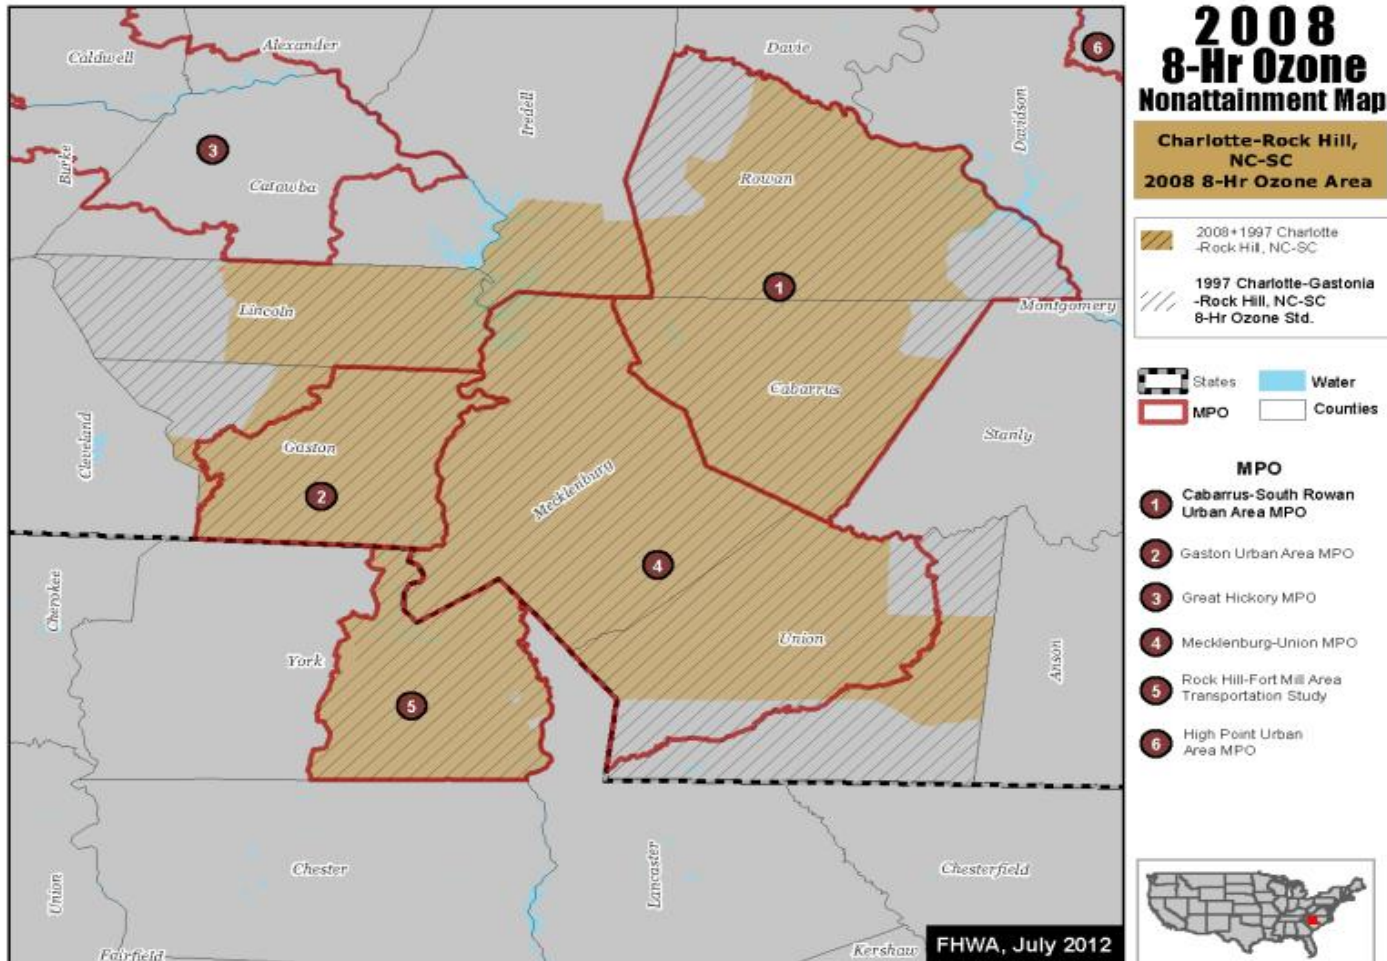 2008
8-Hr Ozone
Nonattainment Map
Charlotte-Rock Hill,
NC-SC
2008 8-Hr Ozone Area
2008+1997 Charlotte
-Rock Hill, NC-SC
1997 Charlotte-Gastonia
-Rock Hill, NC-SC
8-Hr Ozone Std.
States
Water
MPO
Counties
MPO
1 Cabarrus-South Rowan
Urban Area MPO
2 Gaston Urban Area MPO
3 Great Hickory MPO
4 Mecklenburg-Union MPO
5 Rock Hill-Fort Mill Area
Transportation Study
6 High Point Urban
Area MPO
Caldwell
Alexander
Davie
6
Iredell
Davidson
3
Burke
Catawba
Rowan
1
Lincoln
Montgomery
Cabarrus
Cleveland
Gaston
Stanly
2
Mecklenburg
4
Cherokee
York
Union
Anson
5
Union
Chester
Lancaster
Chesterfield
Fairfield
Kershaw
FHWA, July 2012